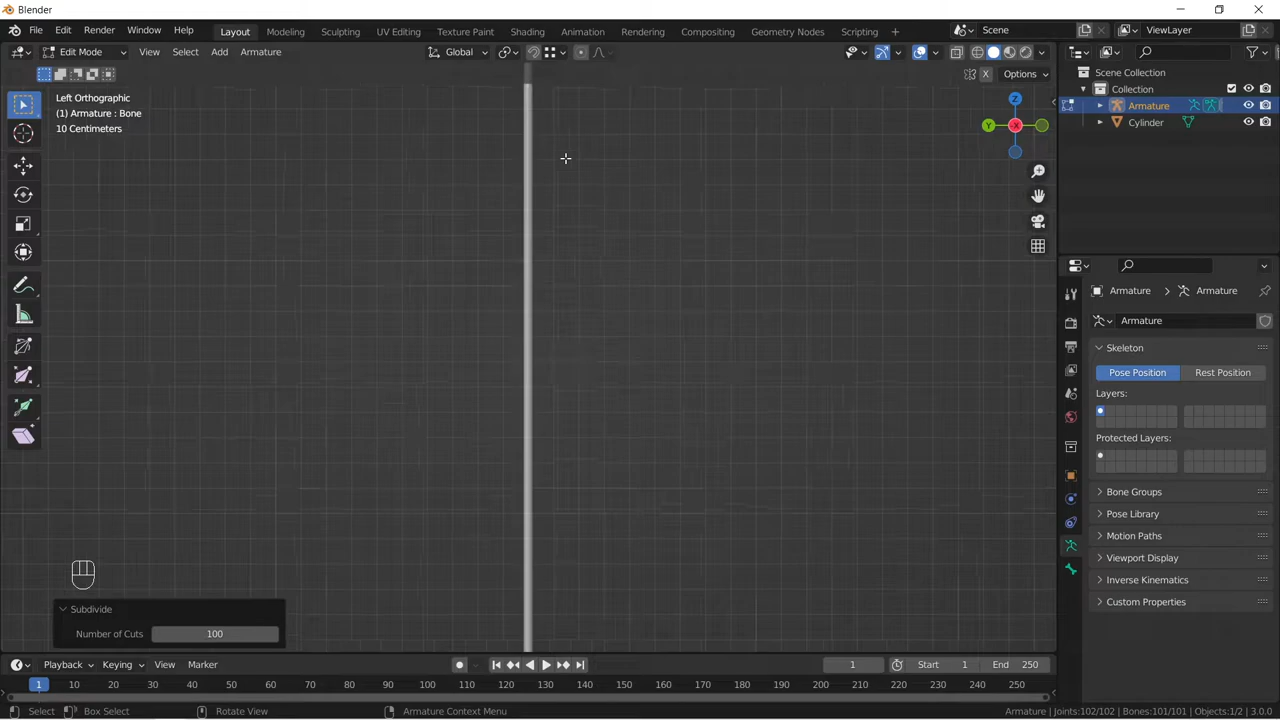 Blender
File Edit Render Window Help Layout Modeling Sculpting UV Editing Texture Paint Shading Animation Rendering Compositing Geometry Nodes Scripting + Scene ViewLayer
Edit Mode View Select Add Armature Global
X Options
Left Orthographic
(1) Armature : Bone
10 Centimeters
Z
Y
X
Scene Collection
Collection
Armature
Cylinder
Armature > Armature
Armature
Skeleton
Pose Position Rest Position
Layers:
Protected Layers:
Bone Groups
Pose Library
Motion Paths
Viewport Display
Inverse Kinematics
Custom Properties
Subdivide
Number of Cuts 100
Playback Keying View Marker 1 Start 1 End 250
1 10 20 30 40 50 60 70 80 90 100 110 120 130 140 150 160 170 180 190 200 210 220 230 240 250
Select Box Select Rotate View Armature Context Menu Armature | Joints:102/102 | Bones:101/101 | Objects:1/2 | 3.0.0